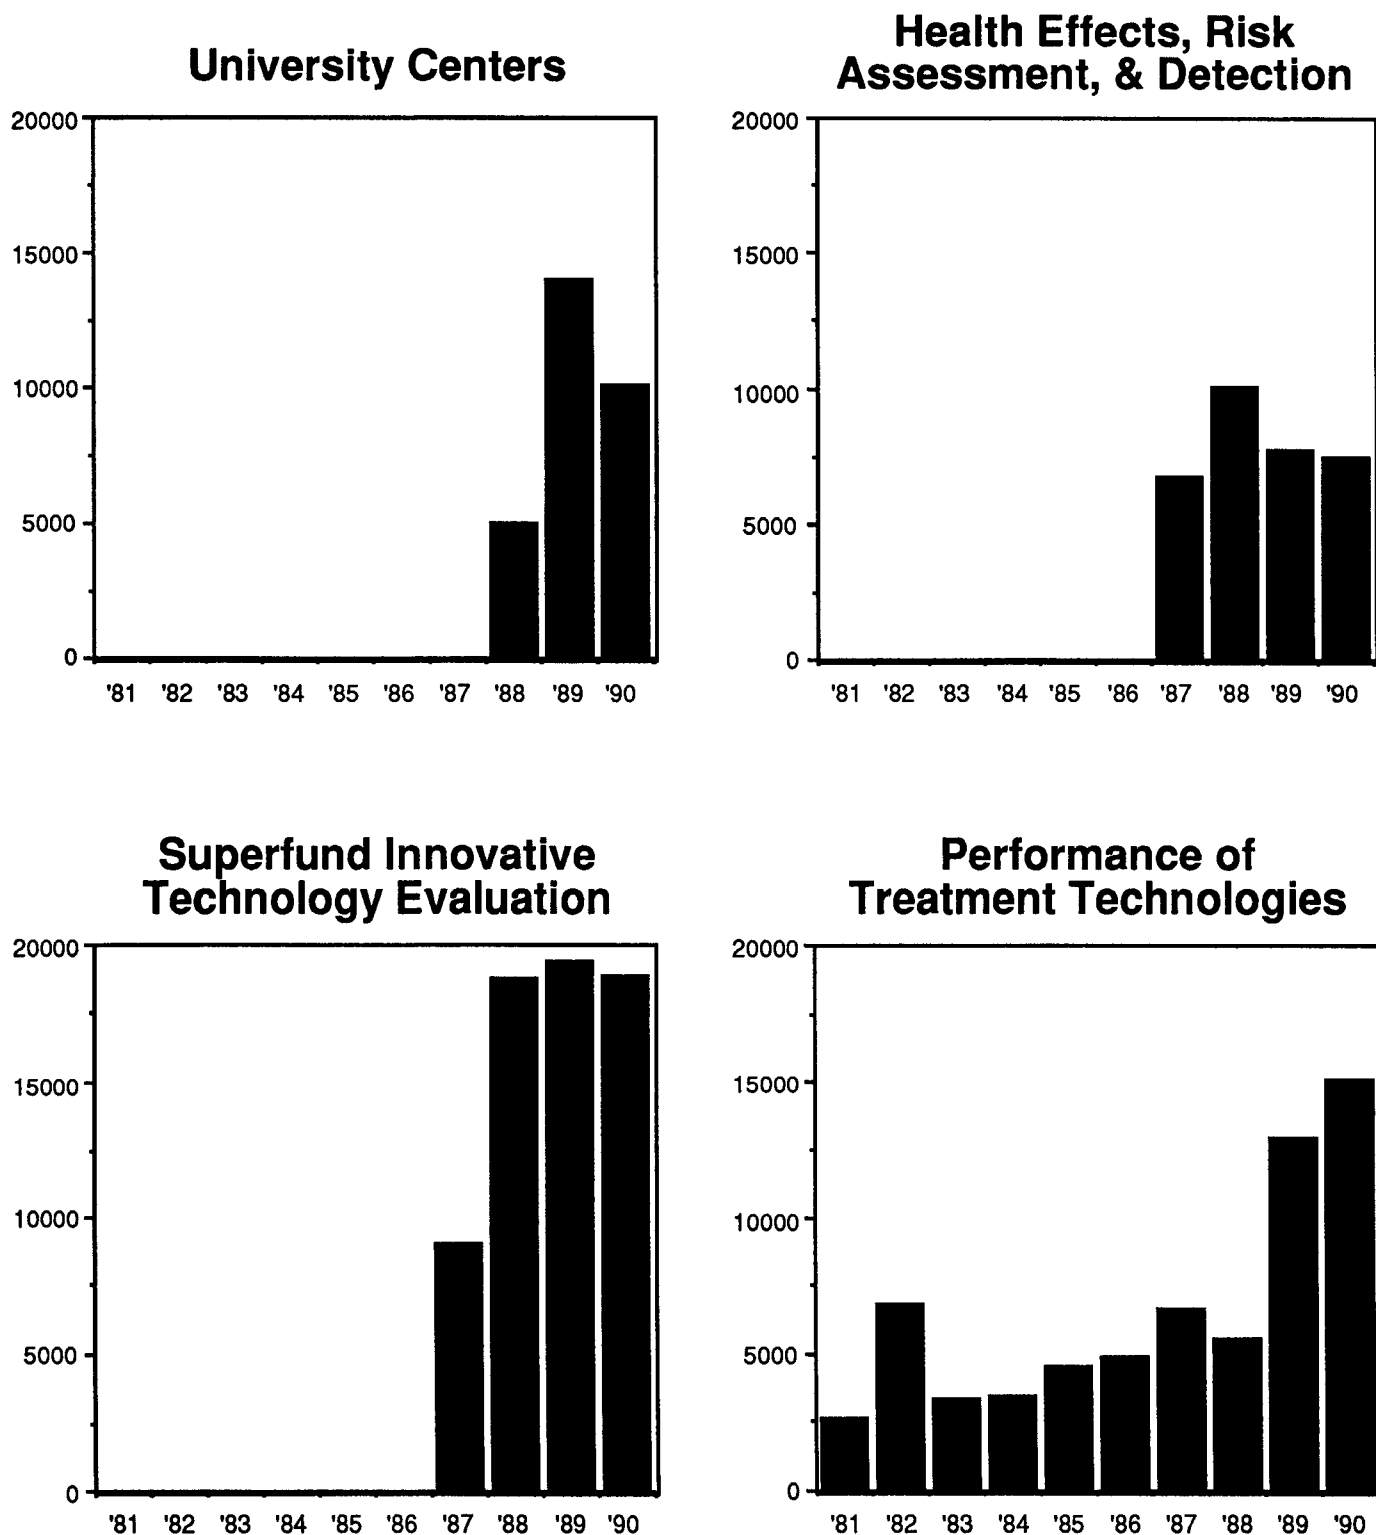 University Centers
20000
15000
10000
5000
0
'81 '82 '83 '84 '85 '86 '87 '88 '89 '90
Health Effects, Risk
Assessment, & Detection
20000
15000
10000
5000
0
'81 '82 '83 '84 '85 '86 '87 '88 '89 '90
Superfund Innovative
Technology Evaluation
20000
15000
10000
5000
0
'81 '82 '83 '84 '85 '86 '87 '88 '89 '90
Performance of
Treatment Technologies
20000
15000
10000
5000
0
'81 '82 '83 '84 '85 '86 '87 '88 '89 '90